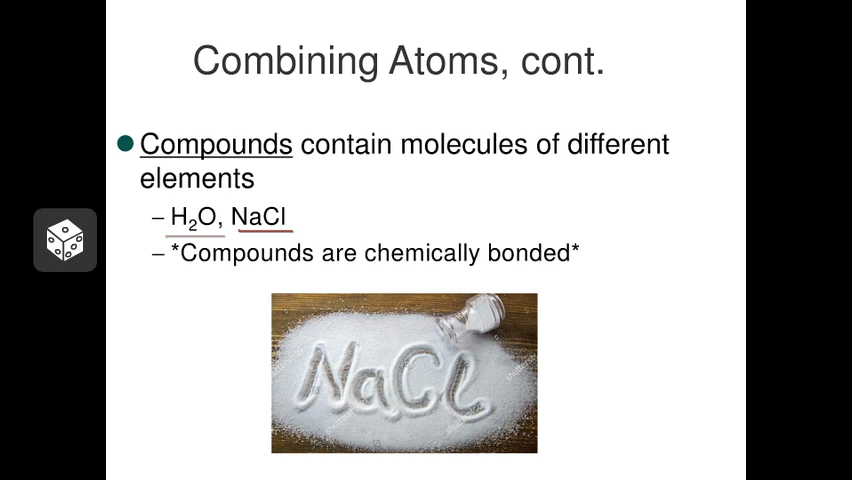 Combining Atoms, cont.
Compounds contain molecules of different
elements
– H₂O, NaCl
– *Compounds are chemically bonded*
NaCl